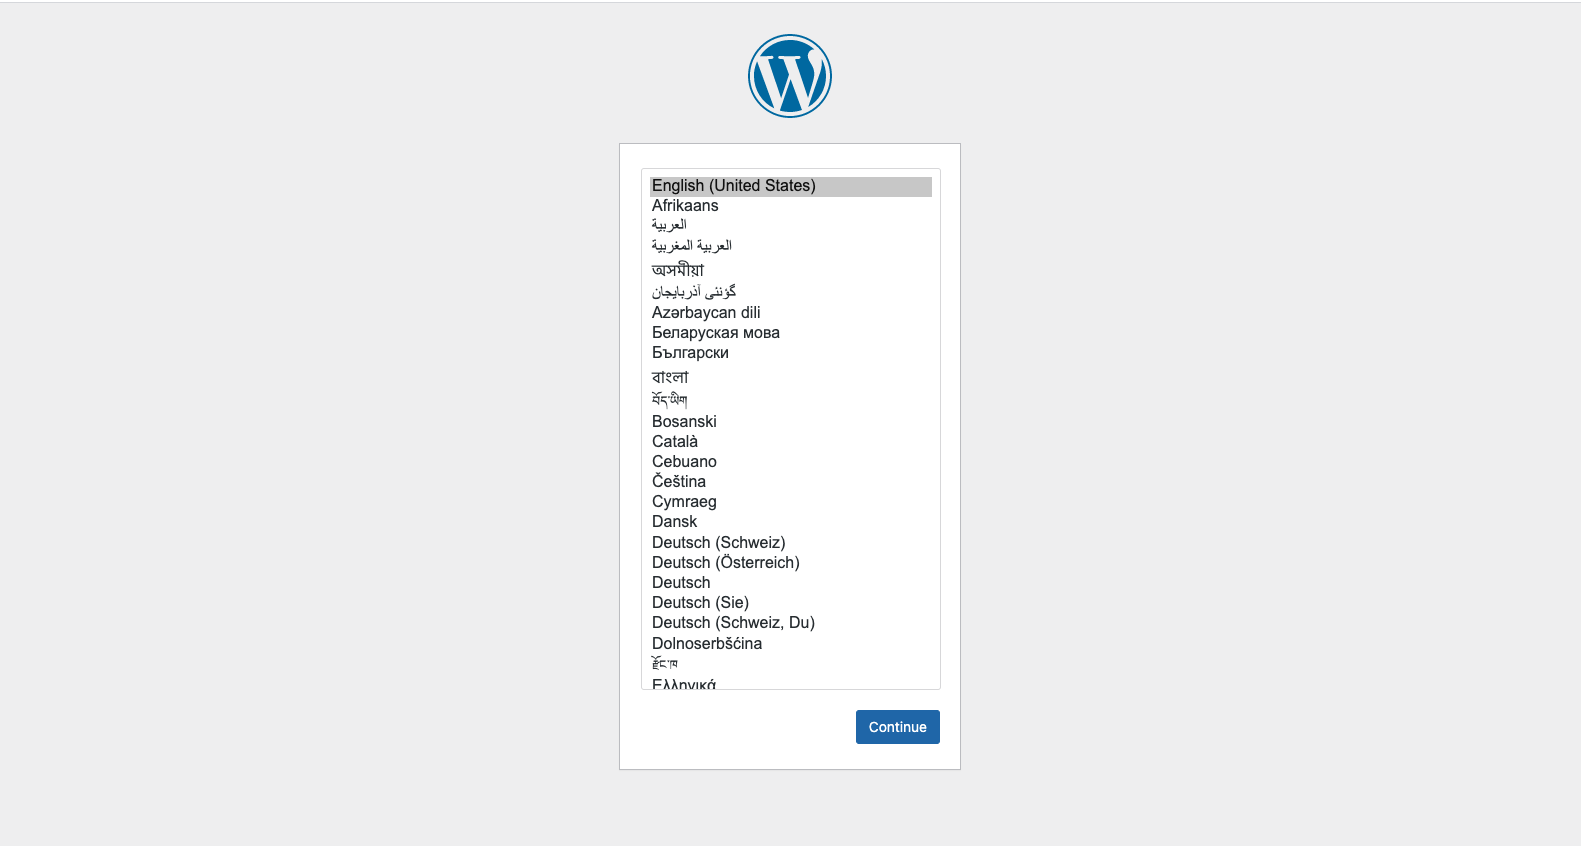 English (United States)
Afrikaans
العربية
العربية المغربية
অসমীয়া
گؤنئی آذربایجان
Azərbaycan dili
Беларуская мова
Български
বাংলা
བོད་ཡིག
Bosanski
Català
Cebuano
Čeština
Cymraeg
Dansk
Deutsch (Schweiz)
Deutsch (Österreich)
Deutsch
Deutsch (Sie)
Deutsch (Schweiz, Du)
Dolnoserbšćina
རྫོང་ཁ
Ελληνικά
Continue